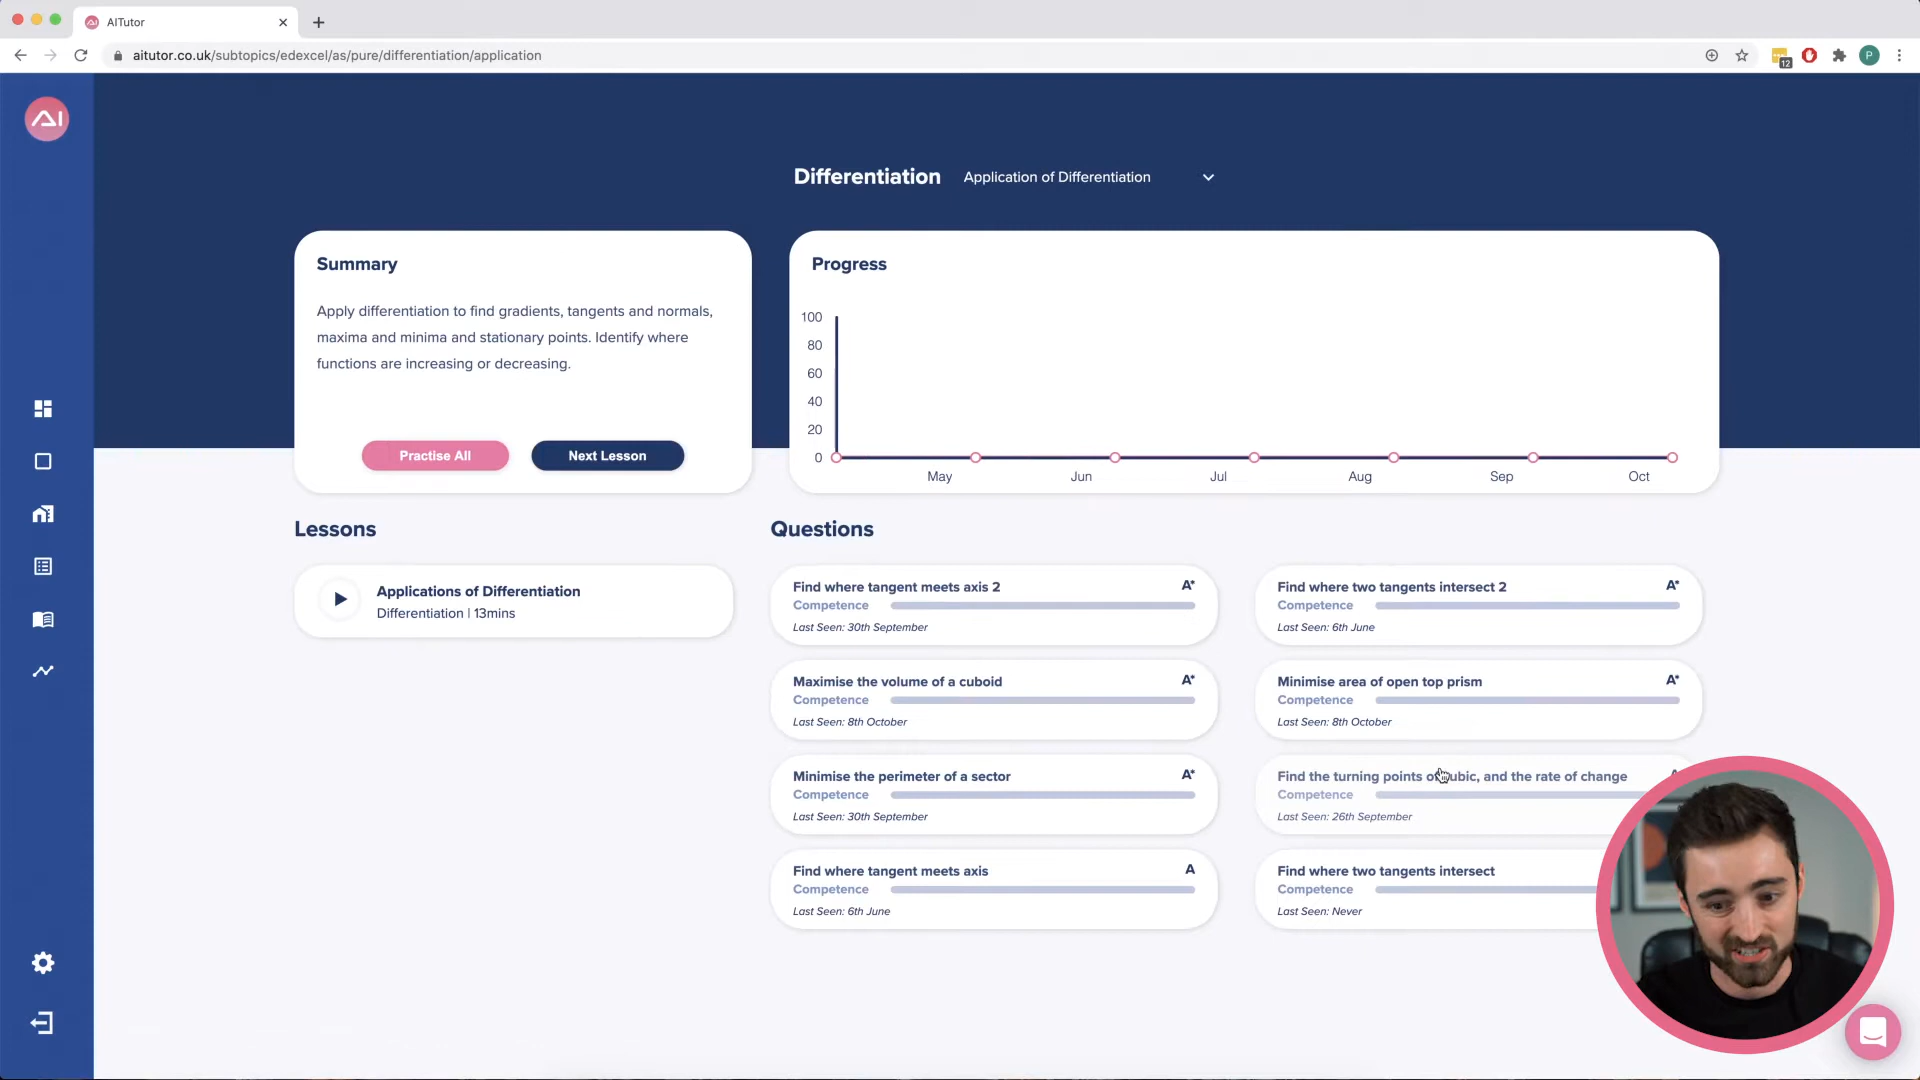 AITutor
aitutor.co.uk/subtopics/edexcel/as/pure/differentiation/application
12
P
AI
Differentiation Application of Differentiation
Summary
Apply differentiation to find gradients, tangents and normals,
maxima and minima and stationary points. Identify where
functions are increasing or decreasing.
Practise All
Next Lesson
Progress
100
80
60
40
20
0
May Jun Jul Aug Sep Oct
Lessons
Applications of Differentiation
Differentiation | 13mins
Questions
Find where tangent meets axis 2 A*
Competence
Last Seen: 30th September
Find where two tangents intersect 2 A*
Competence
Last Seen: 6th June
Maximise the volume of a cuboid A*
Competence
Last Seen: 8th October
Minimise area of open top prism A*
Competence
Last Seen: 8th October
Minimise the perimeter of a sector A*
Competence
Last Seen: 30th September
Find the turning points of cubic, and the rate of change
Competence
Last Seen: 26th September
Find where tangent meets axis A
Competence
Last Seen: 6th June
Find where two tangents intersect
Competence
Last Seen: Never